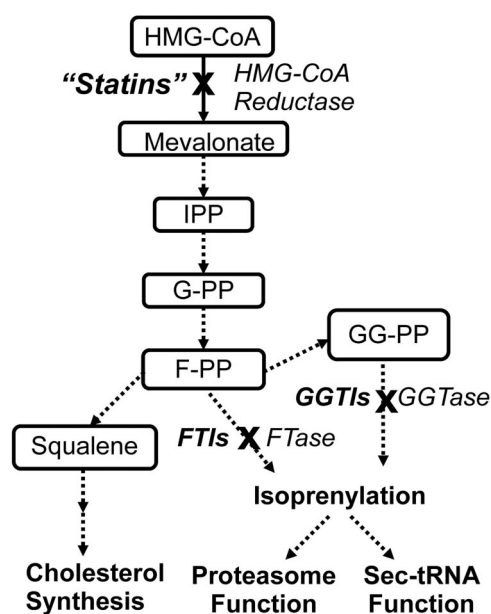 HMG-CoA
"Statins"
HMG-CoA
Reductase
X
Mevalonate
IPP
G-PP
GG-PP
F-PP
GGTIs X GGTase
Squalene
FTIs X FTase
Isoprenylation
Cholesterol
Synthesis
Proteasome
Function
Sec-tRNA
Function